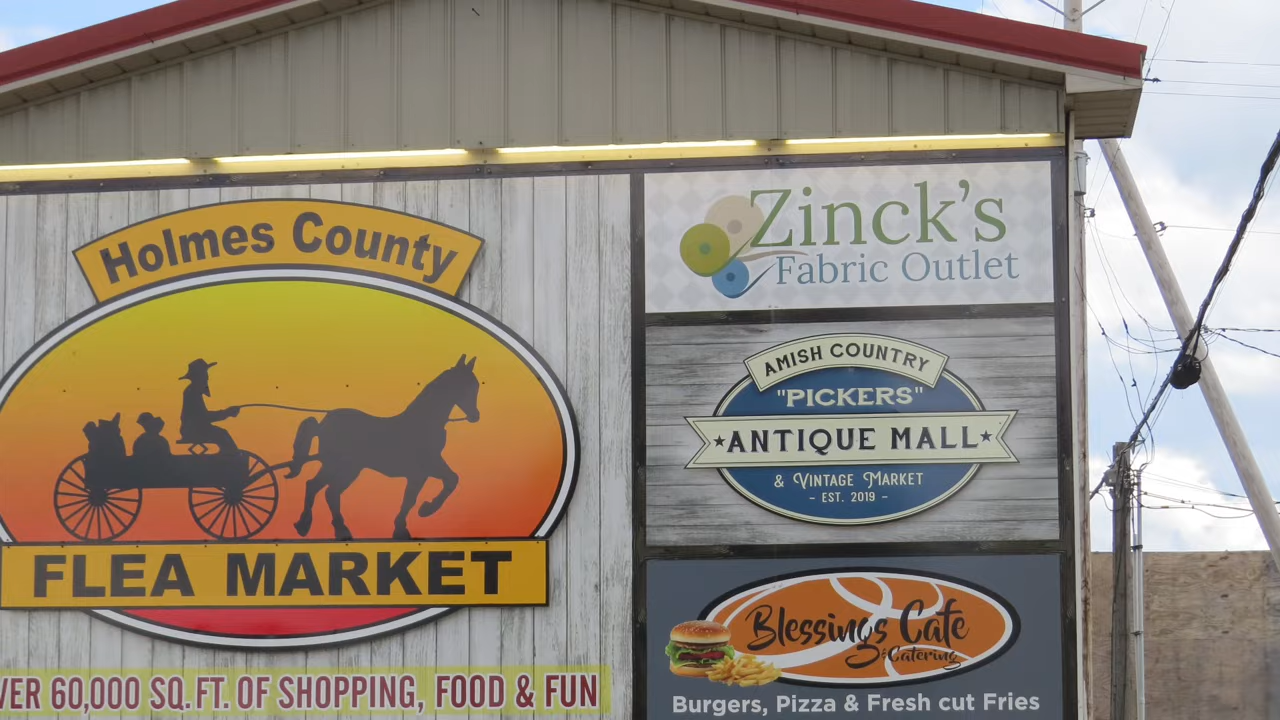 Holmes County
FLEA MARKET
VER 60,000 SQ. FT. OF SHOPPING, FOOD & FUN
Zinck's
Fabric Outlet
AMISH COUNTRY
"PICKERS"
ANTIQUE MALL
& VINTAGE MARKET
- EST. 2019 -
Blessings Cafe
& Catering
Burgers, Pizza & Fresh cut Fries